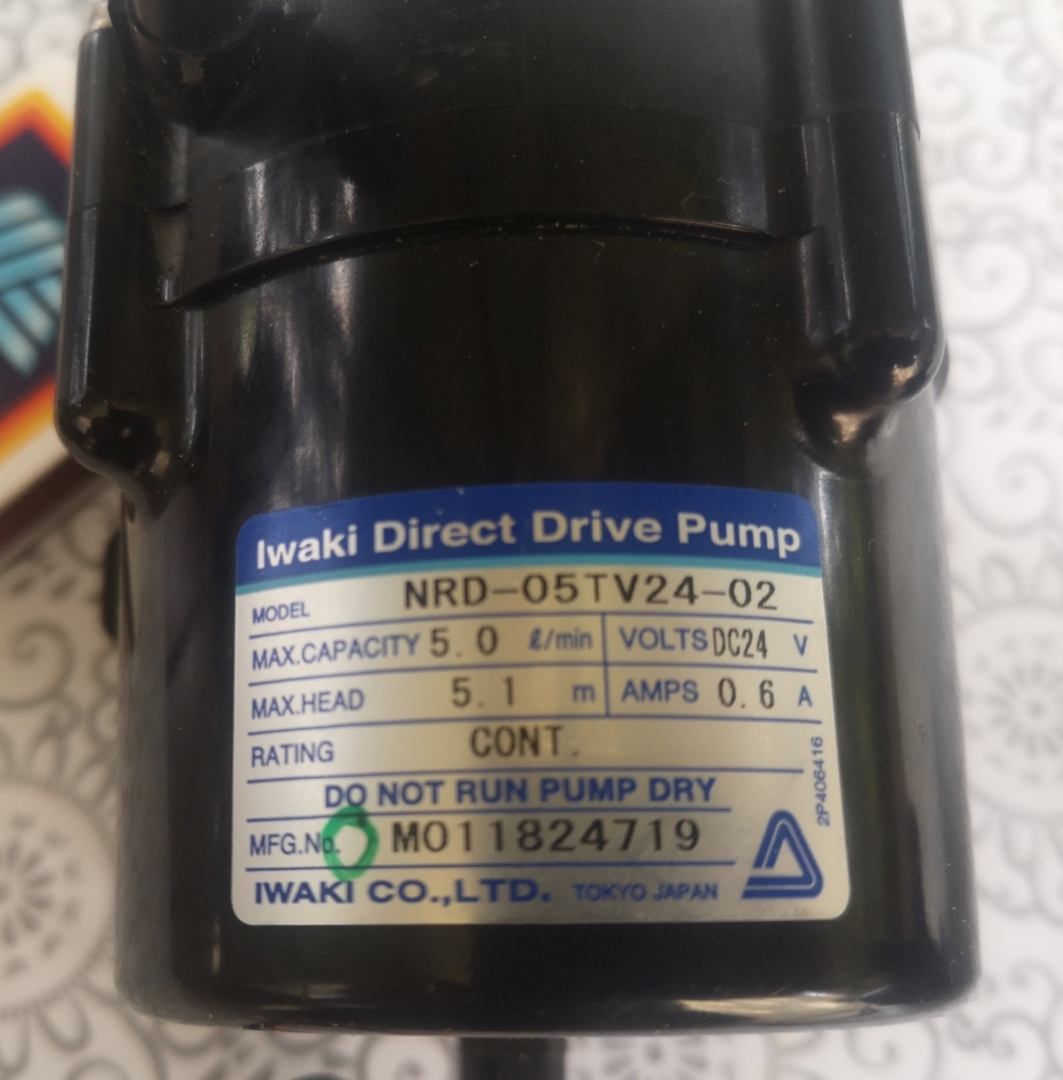 Iwaki Direct Drive Pump
MODEL NRD-05TV24-02
MAX.CAPACITY 5.0 ℓ/min VOLTS DC24 V
MAX.HEAD 5.1 m AMPS 0.6 A
RATING CONT.
DO NOT RUN PUMP DRY
MFG.No. M011824719
IWAKI CO.,LTD. TOKYO JAPAN
2P406416